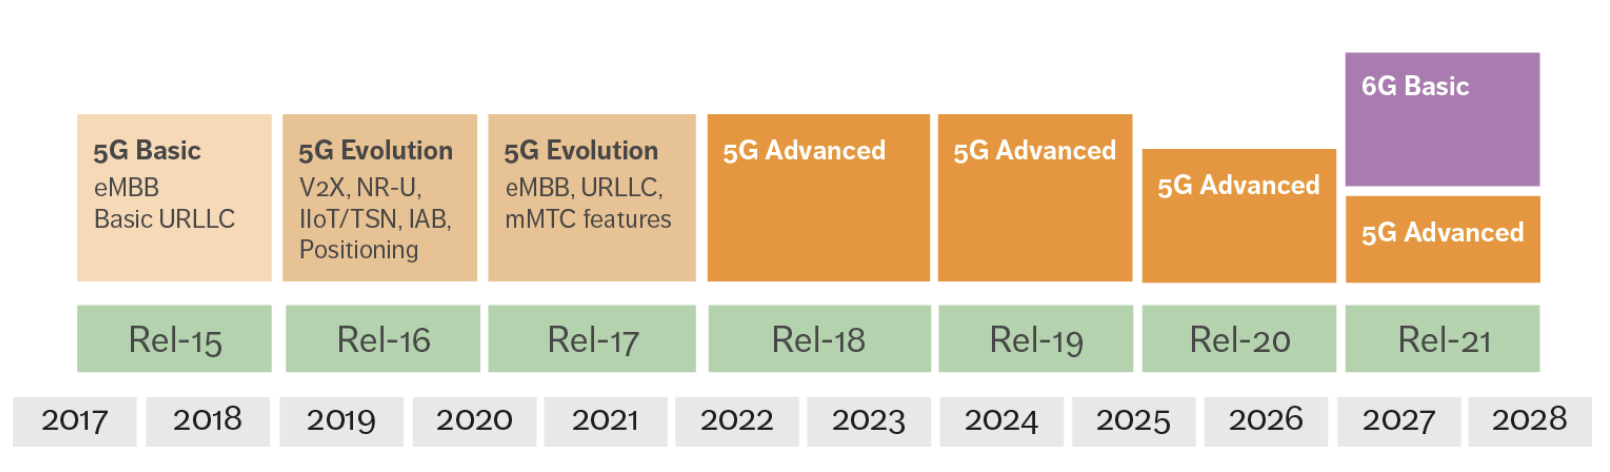 6G Basic
5G Basic
eMBB
Basic URLLC
5G Evolution
V2X, NR-U,
IIoT/TSN, IAB,
Positioning
5G Evolution
eMBB, URLLC,
mMTC features
5G Advanced
5G Advanced
5G Advanced
5G Advanced
Rel-15
Rel-16
Rel-17
Rel-18
Rel-19
Rel-20
Rel-21
2017
2018
2019
2020
2021
2022
2023
2024
2025
2026
2027
2028